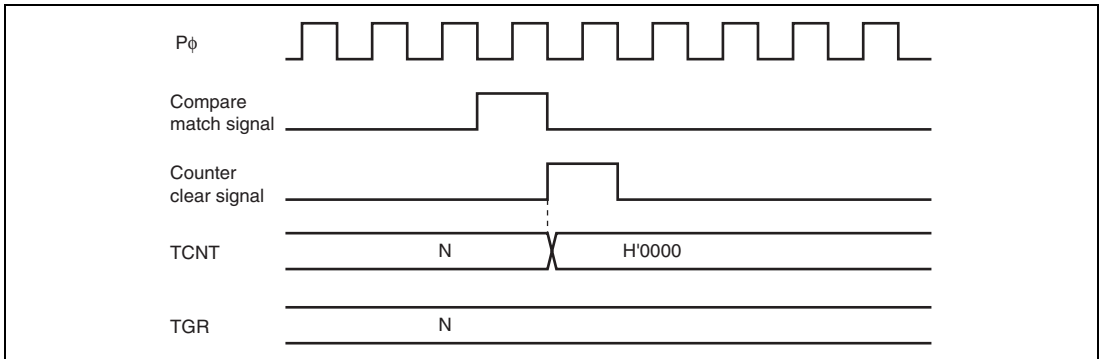 Pϕ
Compare
match signal
Counter
clear signal
TCNT
N
H'0000
TGR
N